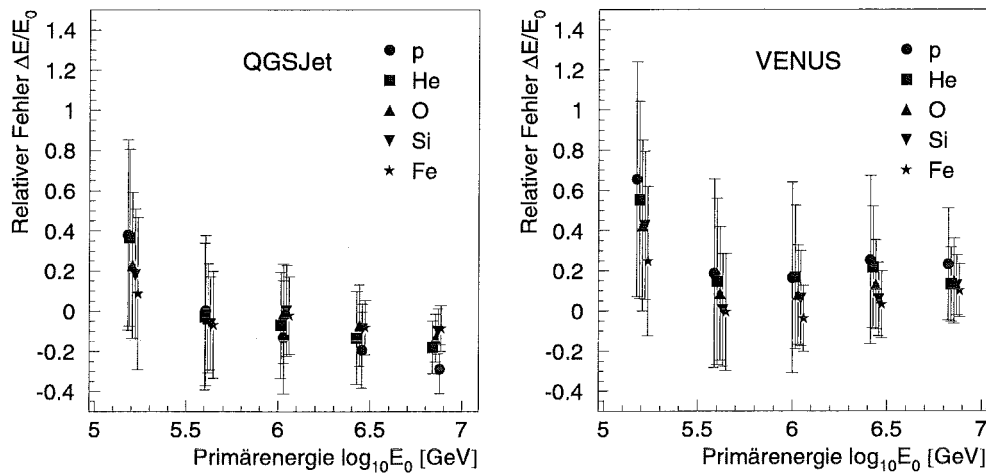 Relativer Fehler ΔE/E₀
1.4
1.2
1
0.8
0.6
0.4
0.2
0
-0.2
-0.4
QGSJet
p
He
O
Si
Fe
5
5.5
6
6.5
7
Primärenergie log₁₀E₀ [GeV]
Relativer Fehler ΔE/E₀
1.4
1.2
1
0.8
0.6
0.4
0.2
0
-0.2
-0.4
VENUS
p
He
O
Si
Fe
5
5.5
6
6.5
7
Primärenergie log₁₀E₀ [GeV]